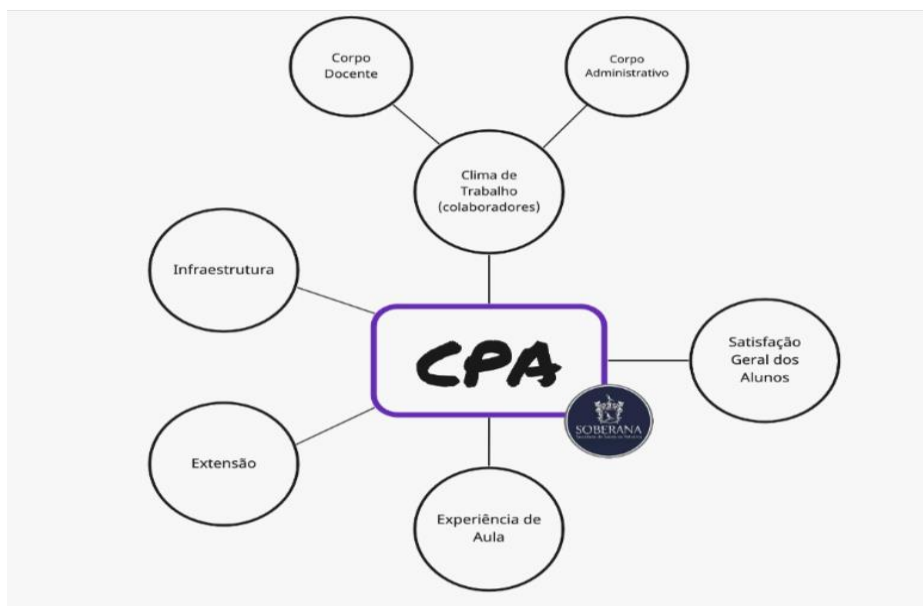 Corpo
Docente
Corpo
Administrativo
Clima de
Trabalho
(colaboradores)
Infraestrutura
CPA
Satisfação
Geral dos
Alunos
SOBERANA
Extensão
Experiência de
Aula